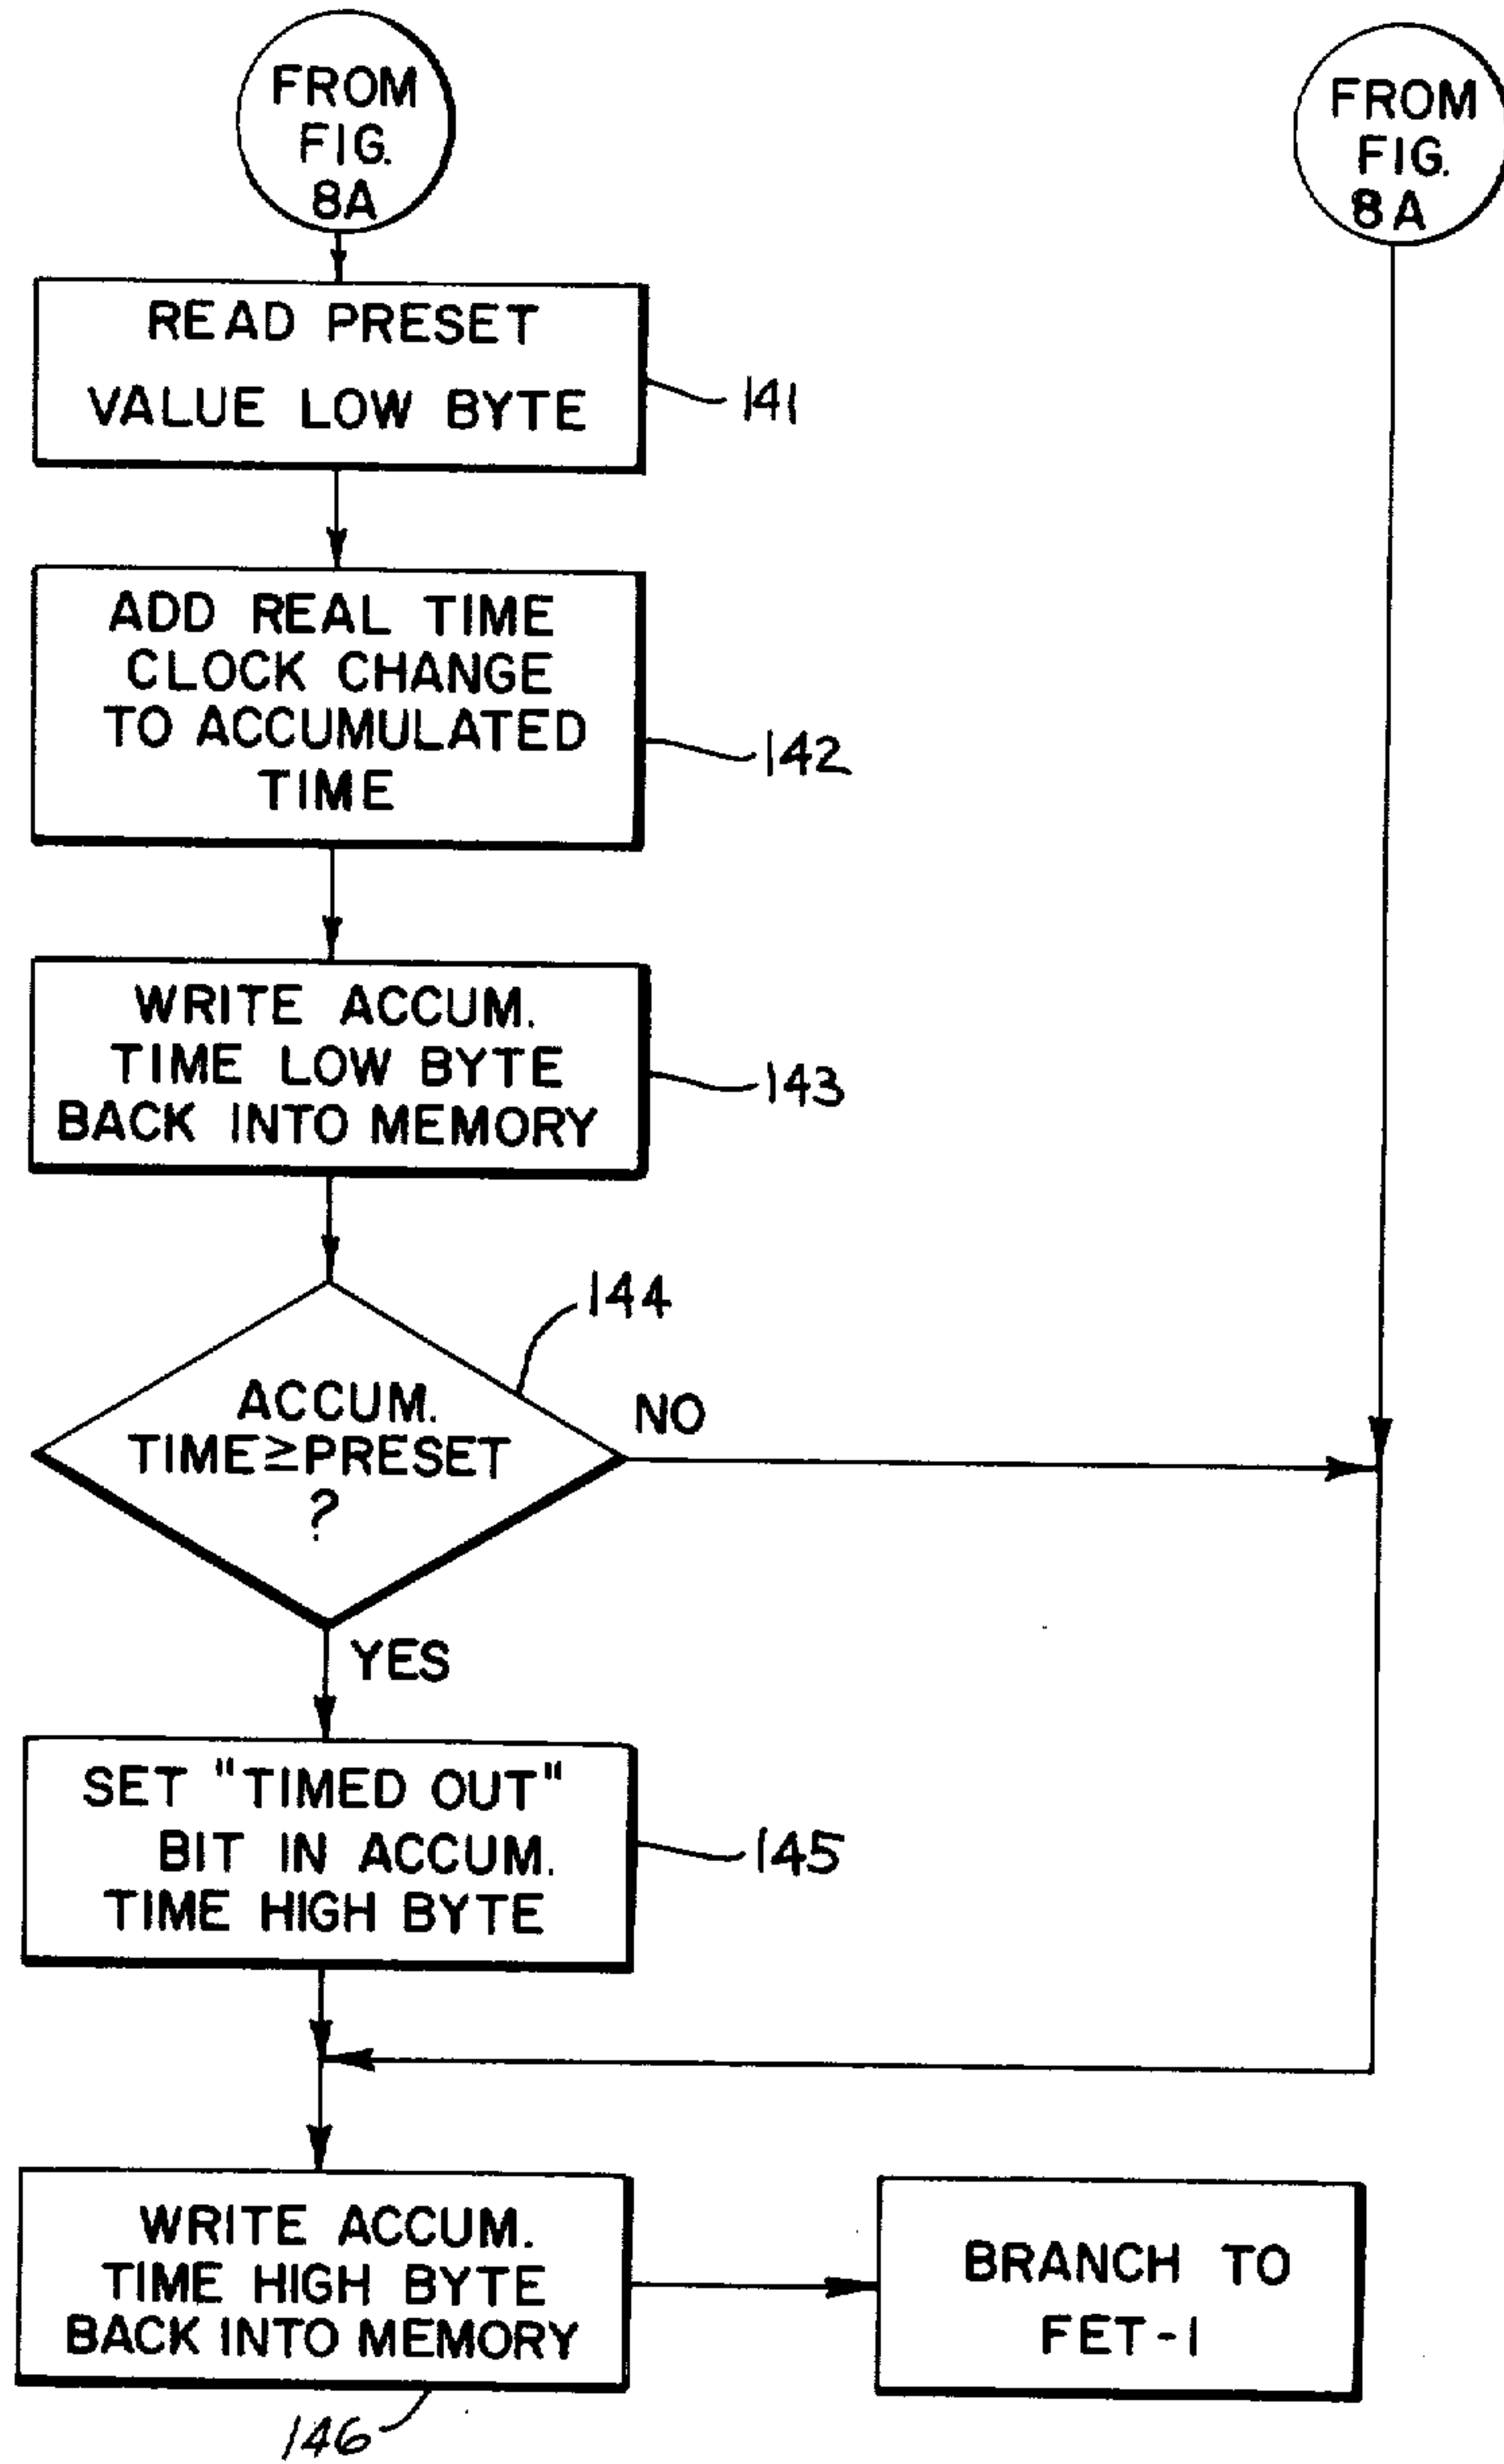 FROM
FIG.
8A
FROM
FIG.
8A
READ PRESET
VALUE LOW BYTE
141
ADD REAL TIME
CLOCK CHANGE
TO ACCUMULATED
TIME
142
WRITE ACCUM.
TIME LOW BYTE
BACK INTO MEMORY
143
144
ACCUM.
TIME≥PRESET
?
NO
YES
SET "TIMED OUT"
BIT IN ACCUM.
TIME HIGH BYTE
145
WRITE ACCUM.
TIME HIGH BYTE
BACK INTO MEMORY
146
BRANCH TO
FET-1